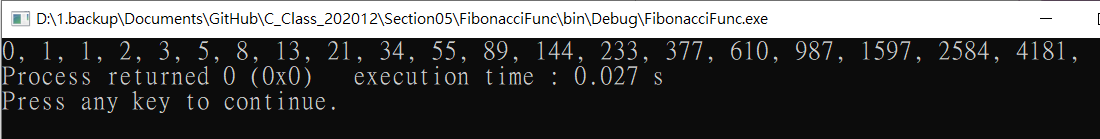 D:\1.backup\Documents\GitHub\C_Class_202012\Section05\FibonacciFunc\bin\Debug\FibonacciFunc.exe
0, 1, 1, 2, 3, 5, 8, 13, 21, 34, 55, 89, 144, 233, 377, 610, 987, 1597, 2584, 4181,
Process returned 0 (0x0)   execution time : 0.027 s
Press any key to continue.